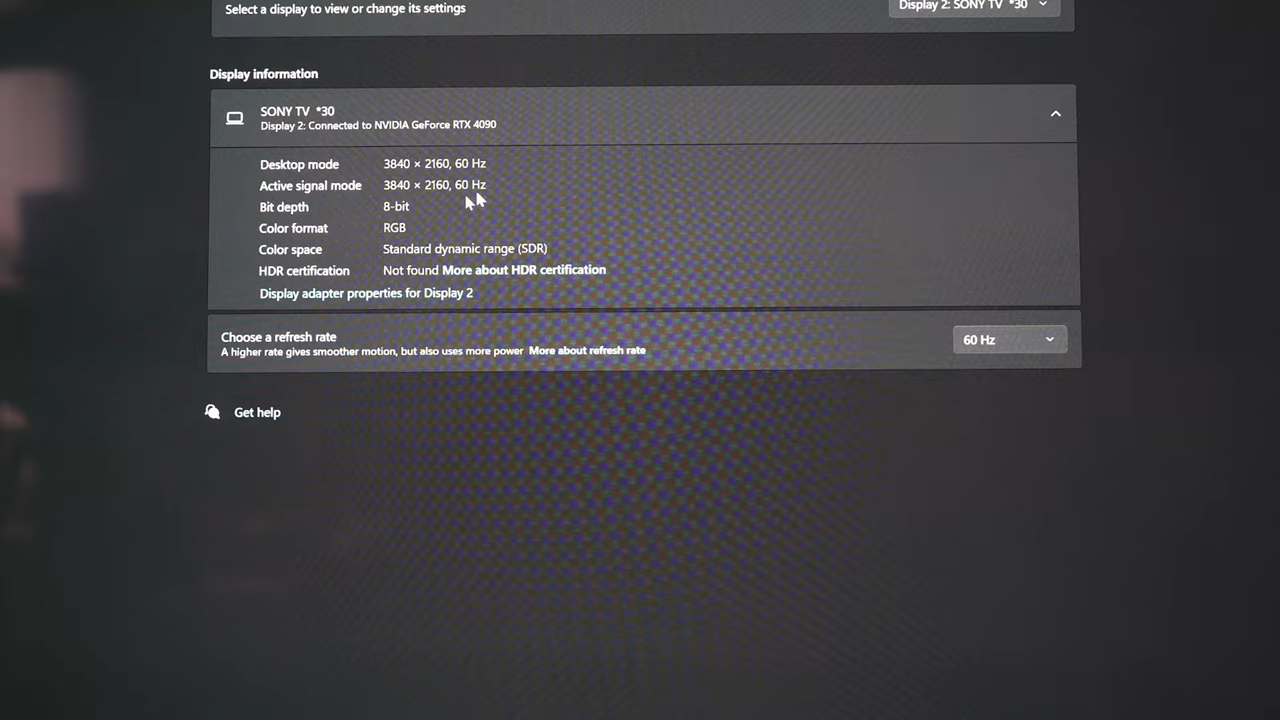 Select a display to view or change its settings
Display 2: SONY TV *30
Display information
SONY TV *30
Display 2: Connected to NVIDIA GeForce RTX 4090
Desktop mode 3840 × 2160, 60 Hz
Active signal mode 3840 × 2160, 60 Hz
Bit depth 8-bit
Color format RGB
Color space Standard dynamic range (SDR)
HDR certification Not found More about HDR certification
Display adapter properties for Display 2
Choose a refresh rate
A higher rate gives smoother motion, but also uses more power More about refresh rate
60 Hz
Get help